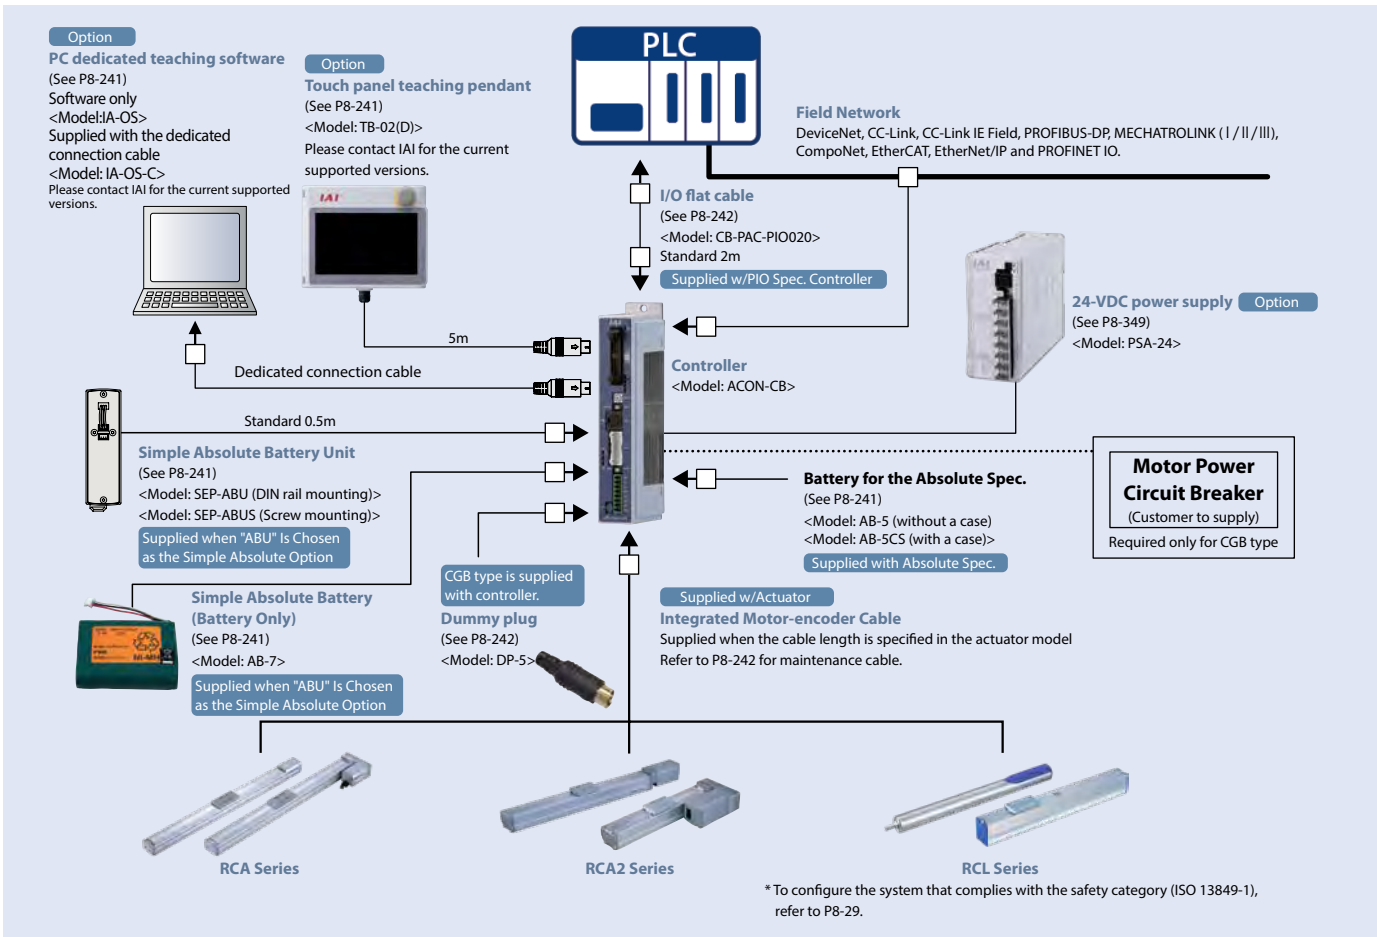 Option
PC dedicated teaching software
(See P8-241)
Software only
<Model:IA-OS>
Supplied with the dedicated
connection cable
<Model: IA-OS-C>
Please contact IAI for the current supported
versions.
Option
Touch panel teaching pendant
(See P8-241)
<Model: TB-02(D)>
Please contact IAI for the current
supported versions.
IAI
PLC
Field Network
DeviceNet, CC-Link, CC-Link IE Field, PROFIBUS-DP, MECHATROLINK (Ⅰ/Ⅱ/Ⅲ),
CompoNet, EtherCAT, EtherNet/IP and PROFINET IO.
I/O flat cable
(See P8-242)
<Model: CB-PAC-PIO020>
Standard 2m
Supplied w/PIO Spec. Controller
24-VDC power supply Option
(See P8-349)
<Model: PSA-24>
5m
Dedicated connection cable
Controller
<Model: ACON-CB>
Standard 0.5m
Simple Absolute Battery Unit
(See P8-241)
<Model: SEP-ABU (DIN rail mounting)>
<Model: SEP-ABUS (Screw mounting)>
Supplied when "ABU" Is Chosen
as the Simple Absolute Option
Battery for the Absolute Spec.
(See P8-241)
<Model: AB-5 (without a case)
<Model: AB-5CS (with a case)>
Supplied with Absolute Spec.
Motor Power
Circuit Breaker
(Customer to supply)
Required only for CGB type
Simple Absolute Battery
(Battery Only)
(See P8-241)
<Model: AB-7>
Supplied when "ABU" Is Chosen
as the Simple Absolute Option
CGB type is supplied
with controller.
Dummy plug
(See P8-242)
<Model: DP-5>
Supplied w/Actuator
Integrated Motor-encoder Cable
Supplied when the cable length is specified in the actuator model
Refer to P8-242 for maintenance cable.
RCA Series
RCA2 Series
RCL Series
* To configure the system that complies with the safety category (ISO 13849-1),
refer to P8-29.